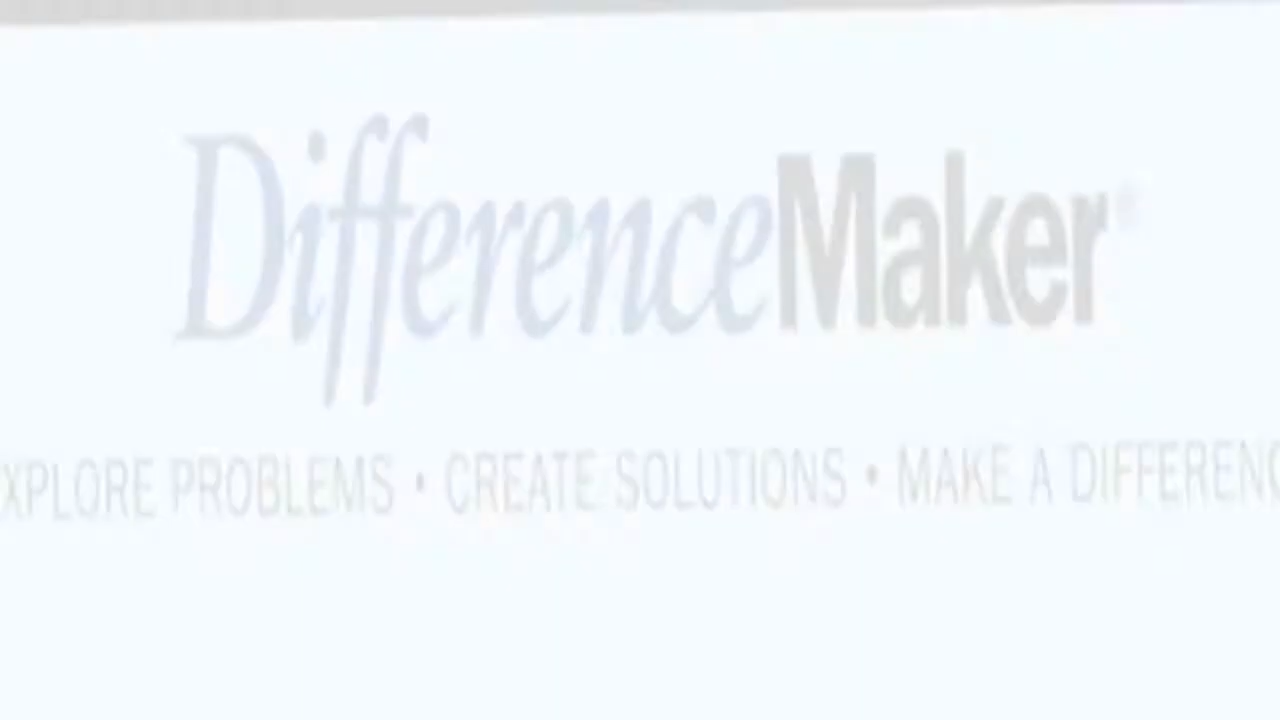 DifferenceMaker®
XPLORE PROBLEMS • CREATE SOLUTIONS • MAKE A DIFFERENC